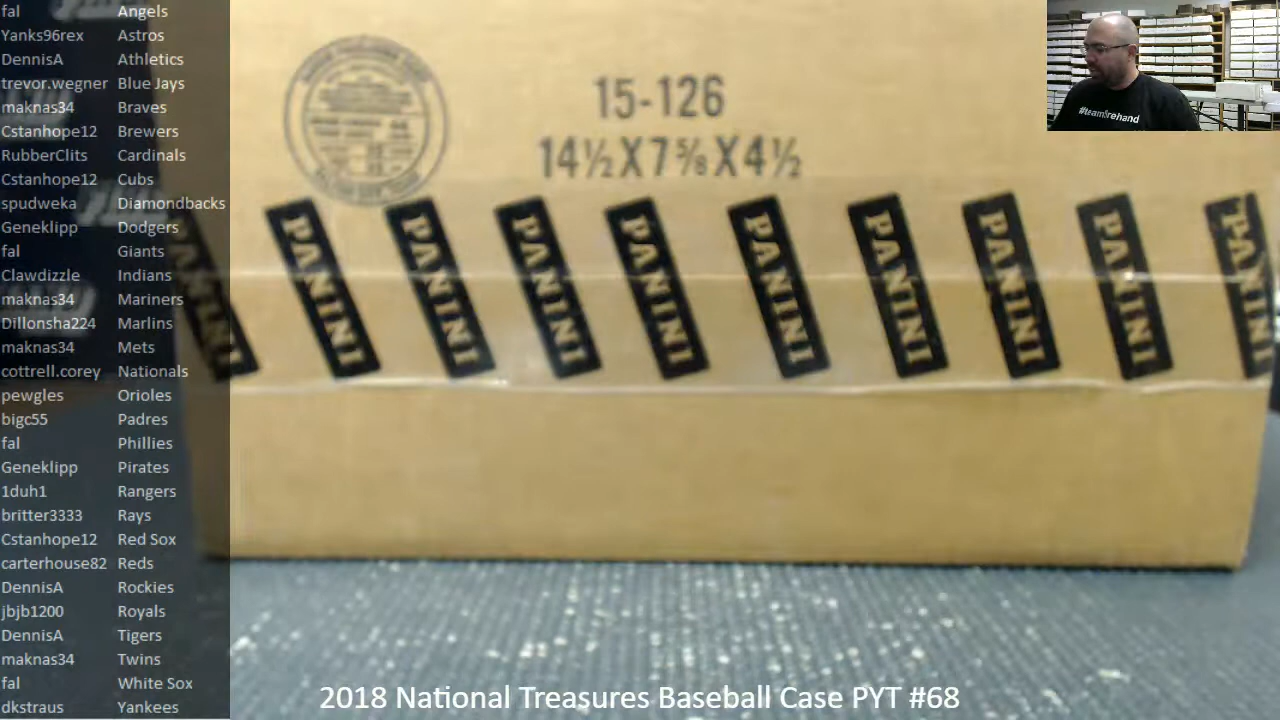 fal Angels
Yanks96rex Astros
DennisA Athletics
trevor.wegner Blue Jays
maknas34 Braves
Cstanhope12 Brewers
RubberClits Cardinals
Cstanhope12 Cubs
spudweka Diamondbacks
Geneklipp Dodgers
fal Giants
Clawdizzle Indians
maknas34 Mariners
Dillonsha224 Marlins
maknas34 Mets
cottrell.corey Nationals
pewgles Orioles
bigc55 Padres
fal Phillies
Geneklipp Pirates
1duh1 Rangers
britter3333 Rays
Cstanhope12 Red Sox
carterhouse82 Reds
DennisA Rockies
jbjb1200 Royals
DennisA Tigers
maknas34 Twins
fal White Sox
dkstraus Yankees
15-126
14½X7⅝X4½
PANINI PANINI PANINI PANINI PANINI PANINI PANINI PANINI PANINI PANINI
#teamfirehand
2018 National Treasures Baseball Case PYT #68